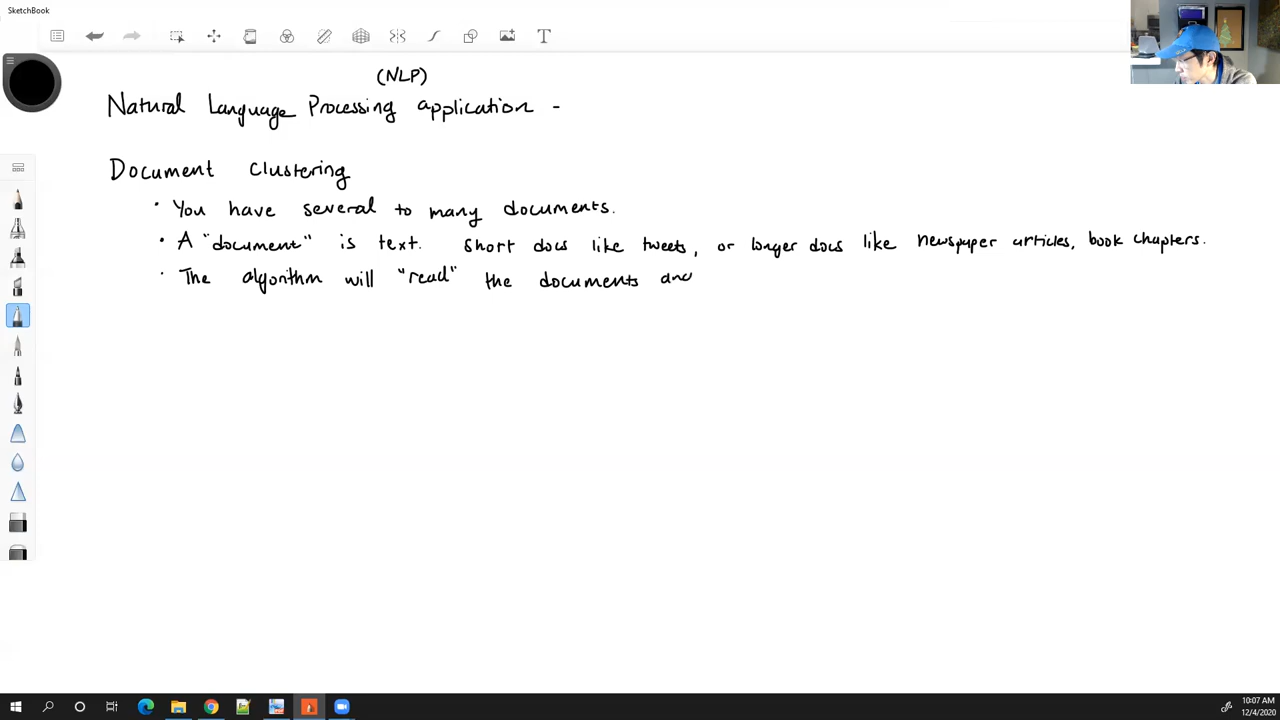 SketchBook
(NLP)
Natural Language Processing application -
Document Clustering
• You have several to many documents.
• A "document" is text. Short docs like tweets, or longer docs like newspaper articles, book chapters.
• The algorithm will "read" the documents and
10:07 AM
12/4/2020